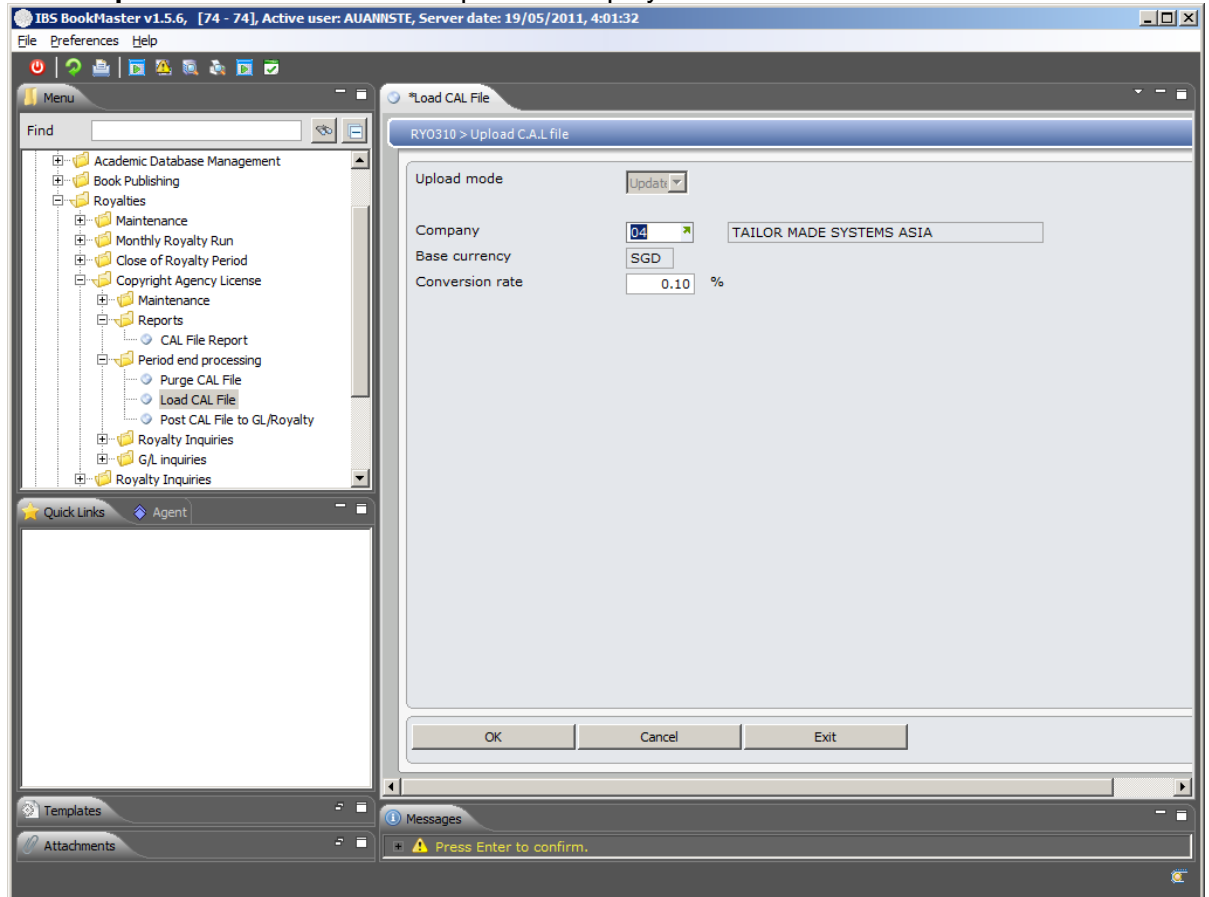 IBS BookMaster v1.5.6, [74 - 74], Active user: AUANNSTE, Server date: 19/05/2011, 4:01:32
File Preferences Help
Menu
Find
Academic Database Management
Book Publishing
Royalties
Maintenance
Monthly Royalty Run
Close of Royalty Period
Copyright Agency License
Maintenance
Reports
CAL File Report
Period end processing
Purge CAL File
Load CAL File
Post CAL File to GL/Royalty
Royalty Inquiries
G/L inquiries
Royalty Inquiries
Quick Links Agent
Templates
Attachments
*Load CAL File
RYO310 > Upload C.A.L file
Upload mode Updat
Company 04 TAILOR MADE SYSTEMS ASIA
Base currency SGD
Conversion rate 0.10 %
OK Cancel Exit
Messages
Press Enter to confirm.